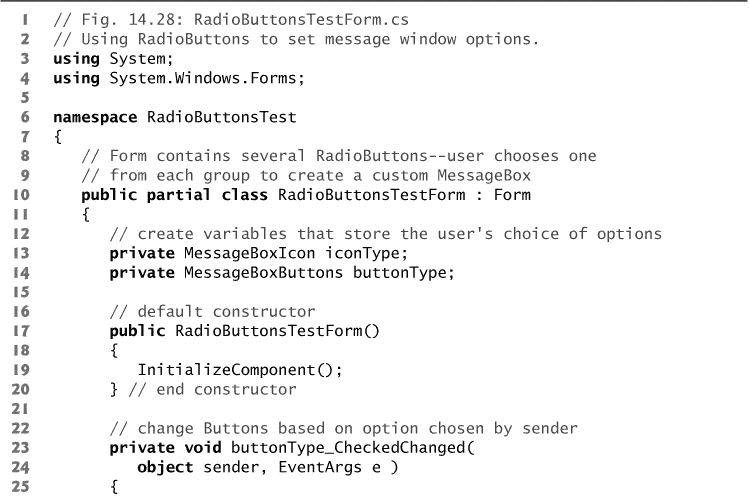 1 // Fig. 14.28: RadioButtonsTestForm.cs
2 // Using RadioButtons to set message window options.
3 using System;
4 using System.Windows.Forms;
5
6 namespace RadioButtonsTest
7 {
8 // Form contains several RadioButtons--user chooses one
9 // from each group to create a custom MessageBox
10 public partial class RadioButtonsTestForm : Form
11 {
12 // create variables that store the user's choice of options
13 private MessageBoxIcon iconType;
14 private MessageBoxButtons buttonType;
15
16 // default constructor
17 public RadioButtonsTestForm()
18 {
19 InitializeComponent();
20 } // end constructor
21
22 // change Buttons based on option chosen by sender
23 private void buttonType_CheckedChanged(
24 object sender, EventArgs e )
25 {